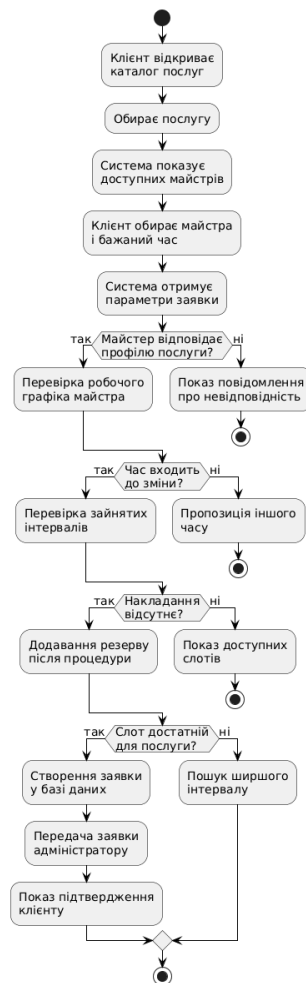 Клієнт відкриває
каталог послуг
Обирає послугу
Система показує
доступних майстрів
Клієнт обирає майстра
і бажаний час
Система отримує
параметри заявки
Майстер відповідає
профілю послуги?
так
ні
Перевірка робочого
графіка майстра
Показ повідомлення
про невідповідність
Час входить
до зміни?
так
ні
Перевірка зайнятих
інтервалів
Пропозиція іншого
часу
Накладання
відсутнє?
так
ні
Додавання резерву
після процедури
Показ доступних
слотів
Слот достатній
для послуги?
так
ні
Створення заявки
у базі даних
Пошук ширшого
інтервалу
Передача заявки
адміністратору
Показ підтвердження
клієнту